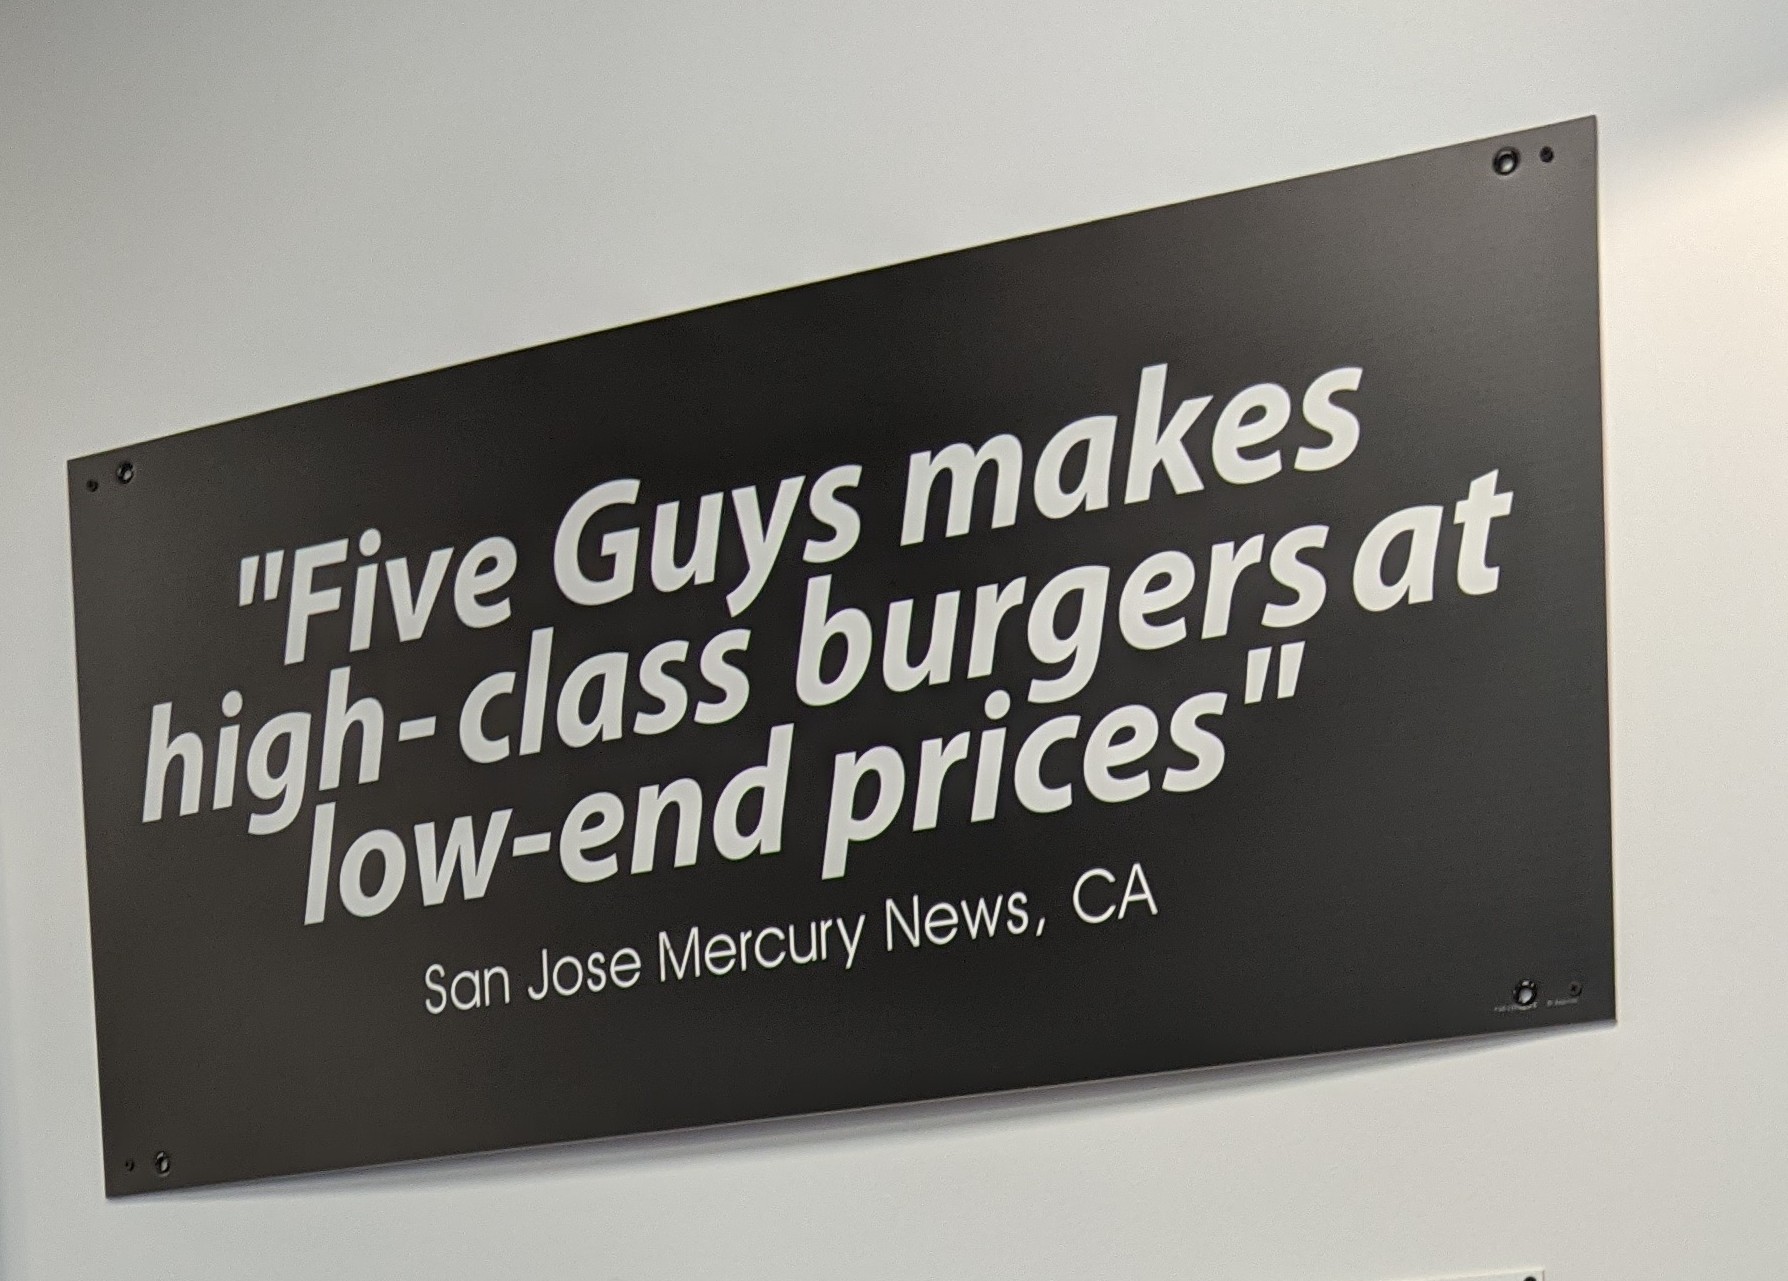 "Five Guys makes
high-class burgers at
low-end prices"
San Jose Mercury News, CA